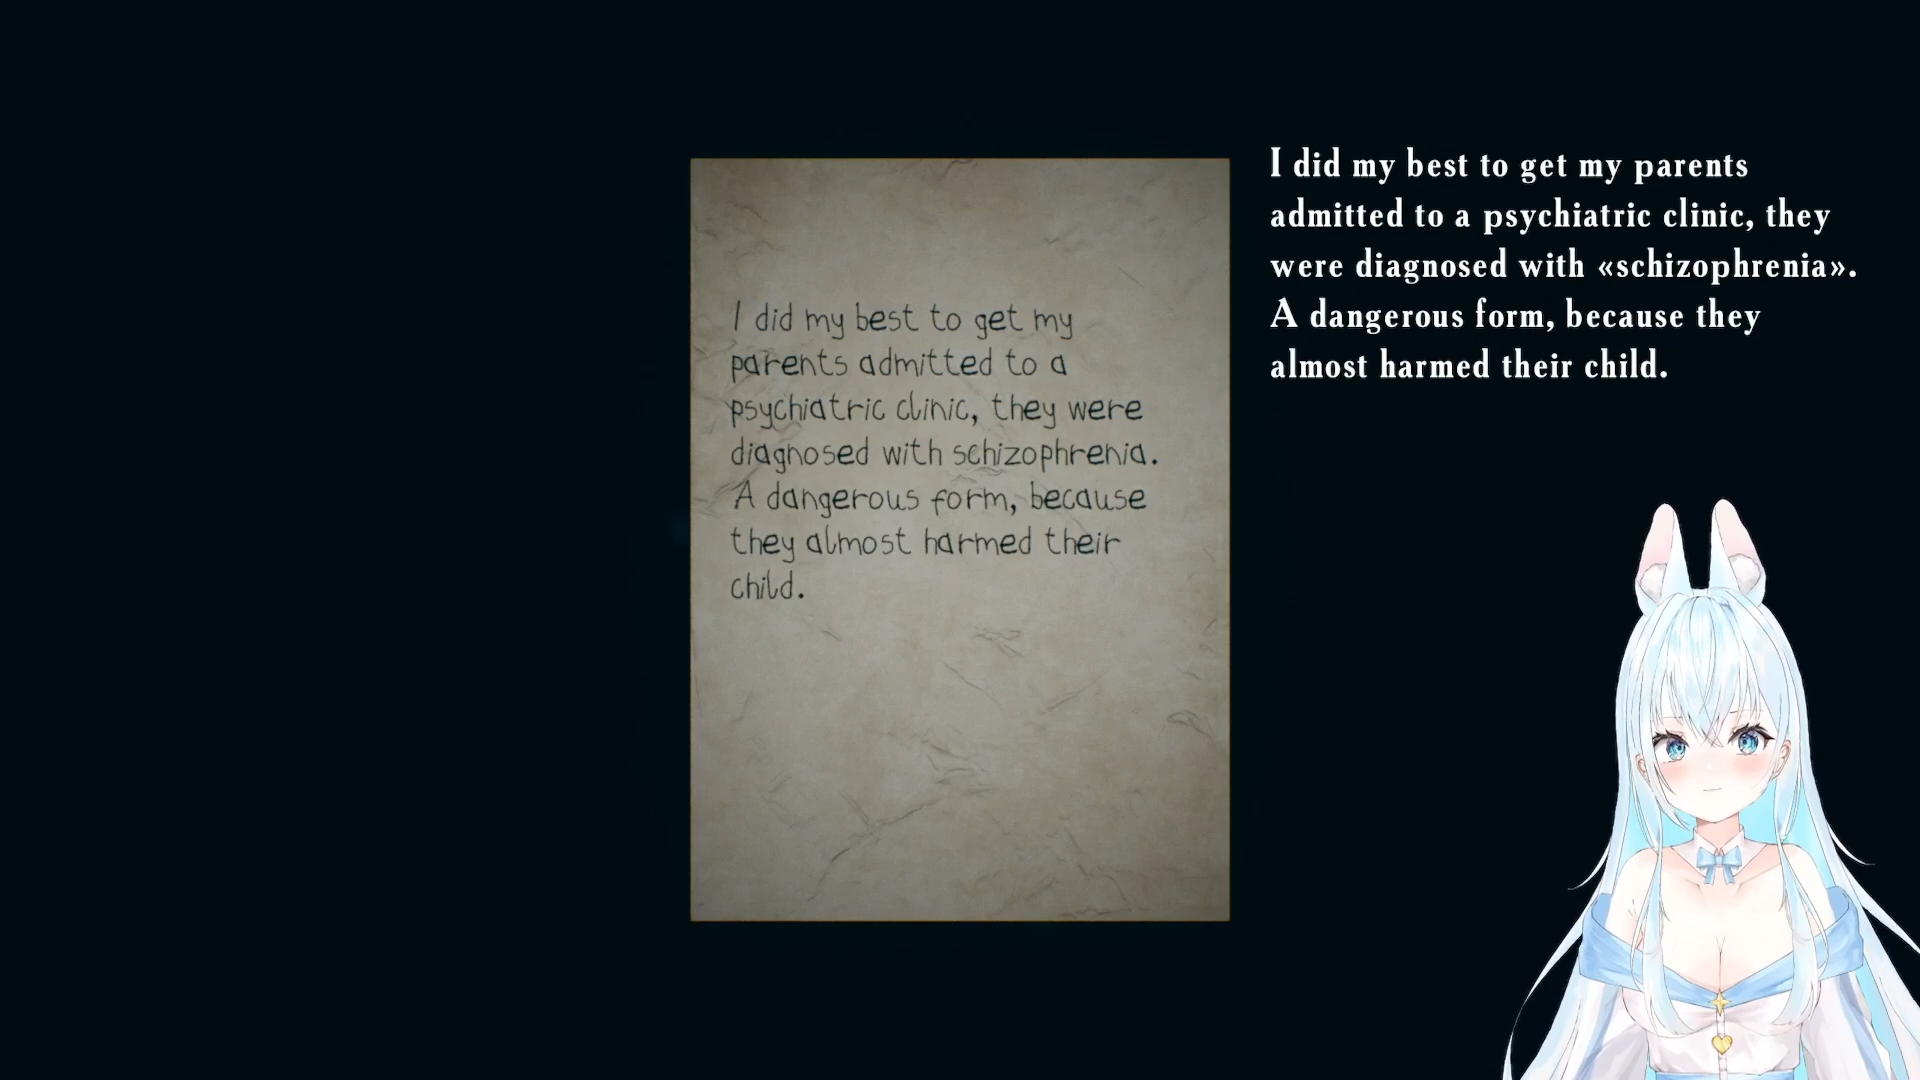 I did my best to get my
parents admitted to a
psychiatric clinic, they were
diagnosed with schizophrenia.
A dangerous form, because
they almost harmed their
child.
I did my best to get my parents
admitted to a psychiatric clinic, they
were diagnosed with «schizophrenia».
A dangerous form, because they
almost harmed their child.